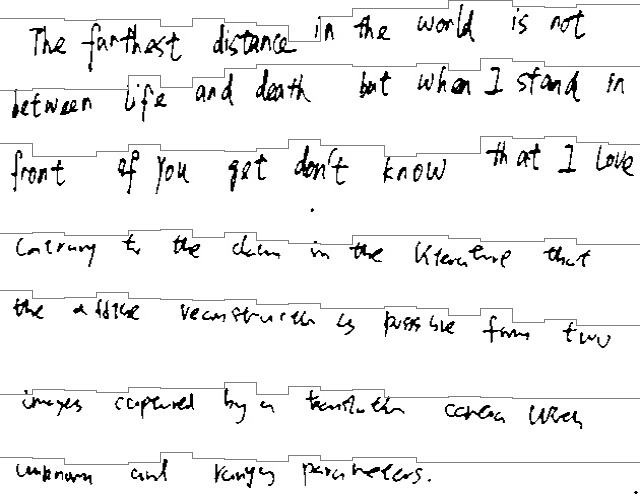 The farthest distance in the world is not
between life and death but when I stand in
front of you yet don't know that I Love
Contrary to the claim in the literature that
the affine reconstruction is possible from two
images captured by a translation camera with
unknown and varying parameters.